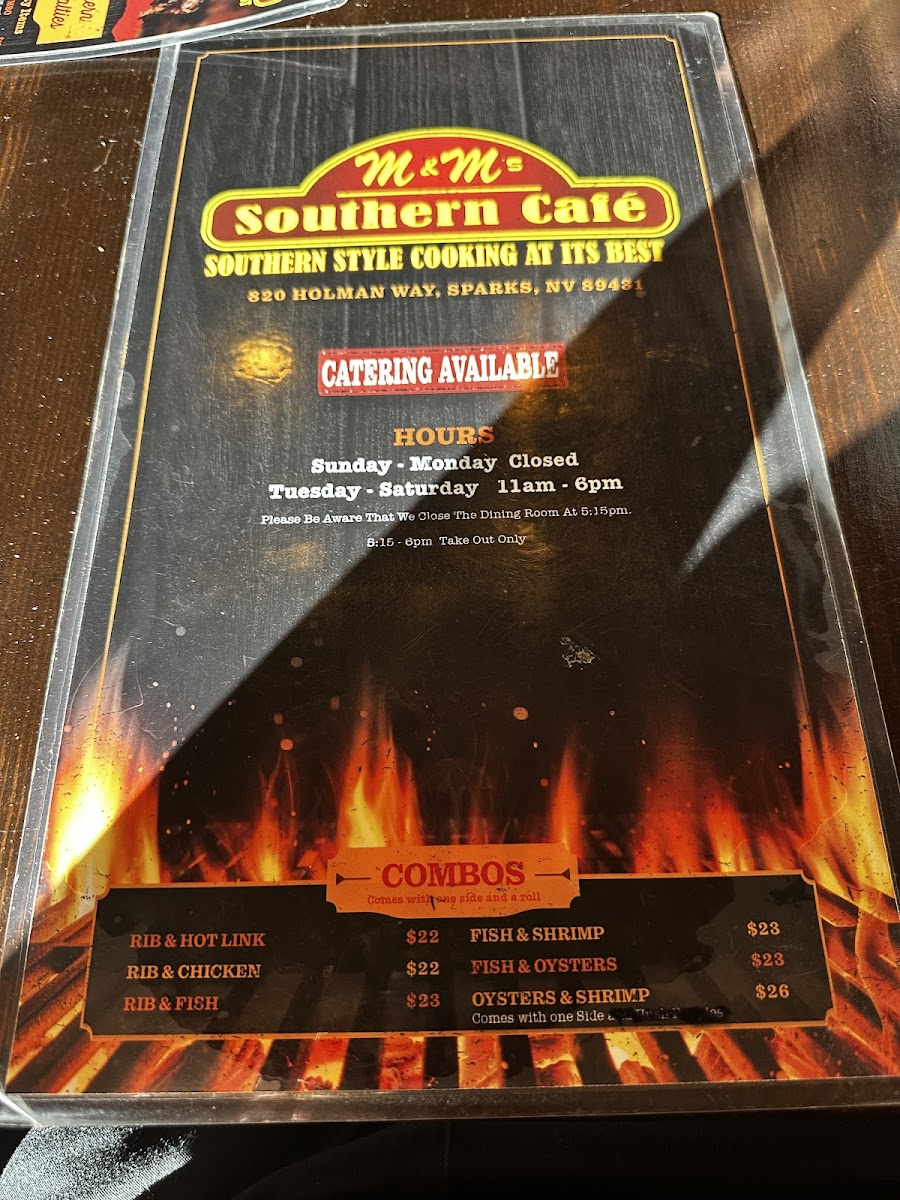 M & M's
Southern Café
SOUTHERN STYLE COOKING AT ITS BEST
820 HOLMAN WAY, SPARKS, NV 89431
CATERING AVAILABLE
HOURS
Sunday - Monday Closed
Tuesday - Saturday 11am - 6pm
Please Be Aware That We Close The Dining Room At 5:15pm.
5:15 - 6pm Take Out Only
COMBOS
Comes with one side and a roll
RIB & HOT LINK $22
RIB & CHICKEN $22
RIB & FISH $23
FISH & SHRIMP $23
FISH & OYSTERS $23
OYSTERS & SHRIMP $26
Comes with one Side